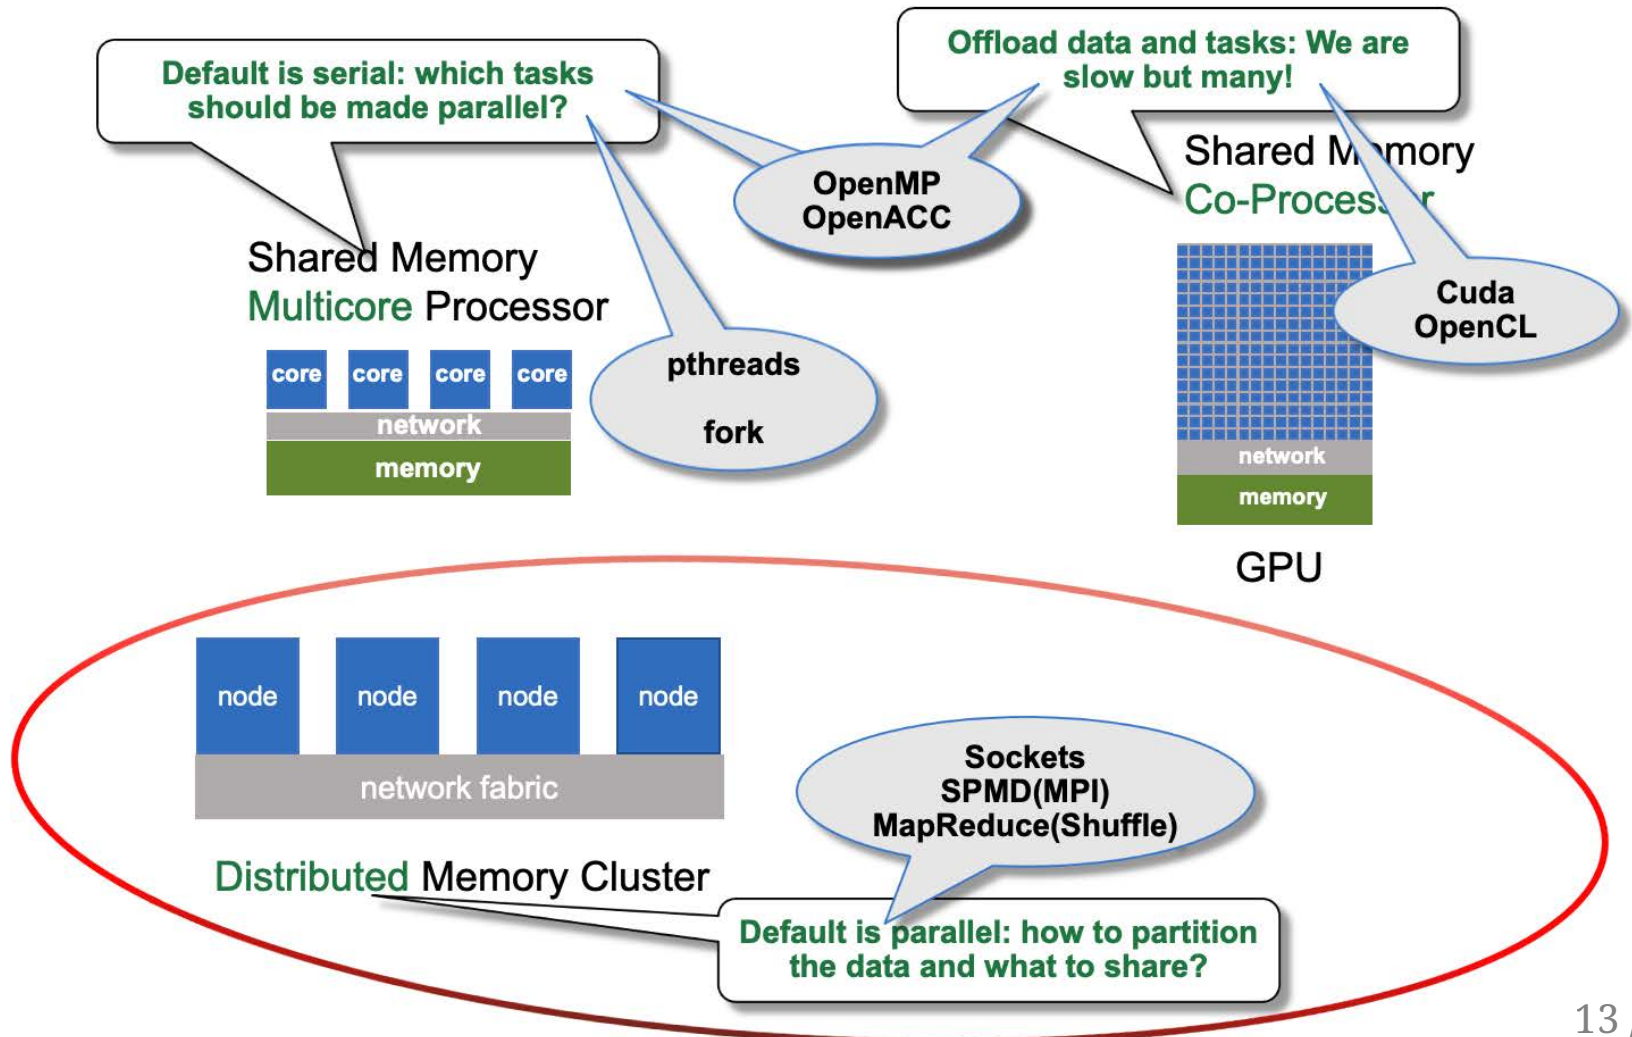 Default is serial: which tasks
should be made parallel?
Offload data and tasks: We are
slow but many!
OpenMP
OpenACC
Shared Memory
Co-Processor
Shared Memory
Multicore Processor
Cuda
OpenCL
core core core core
network
memory
pthreads
fork
network
memory
GPU
node node node node
network fabric
Sockets
SPMD(MPI)
MapReduce(Shuffle)
Distributed Memory Cluster
Default is parallel: how to partition
the data and what to share?
13 /